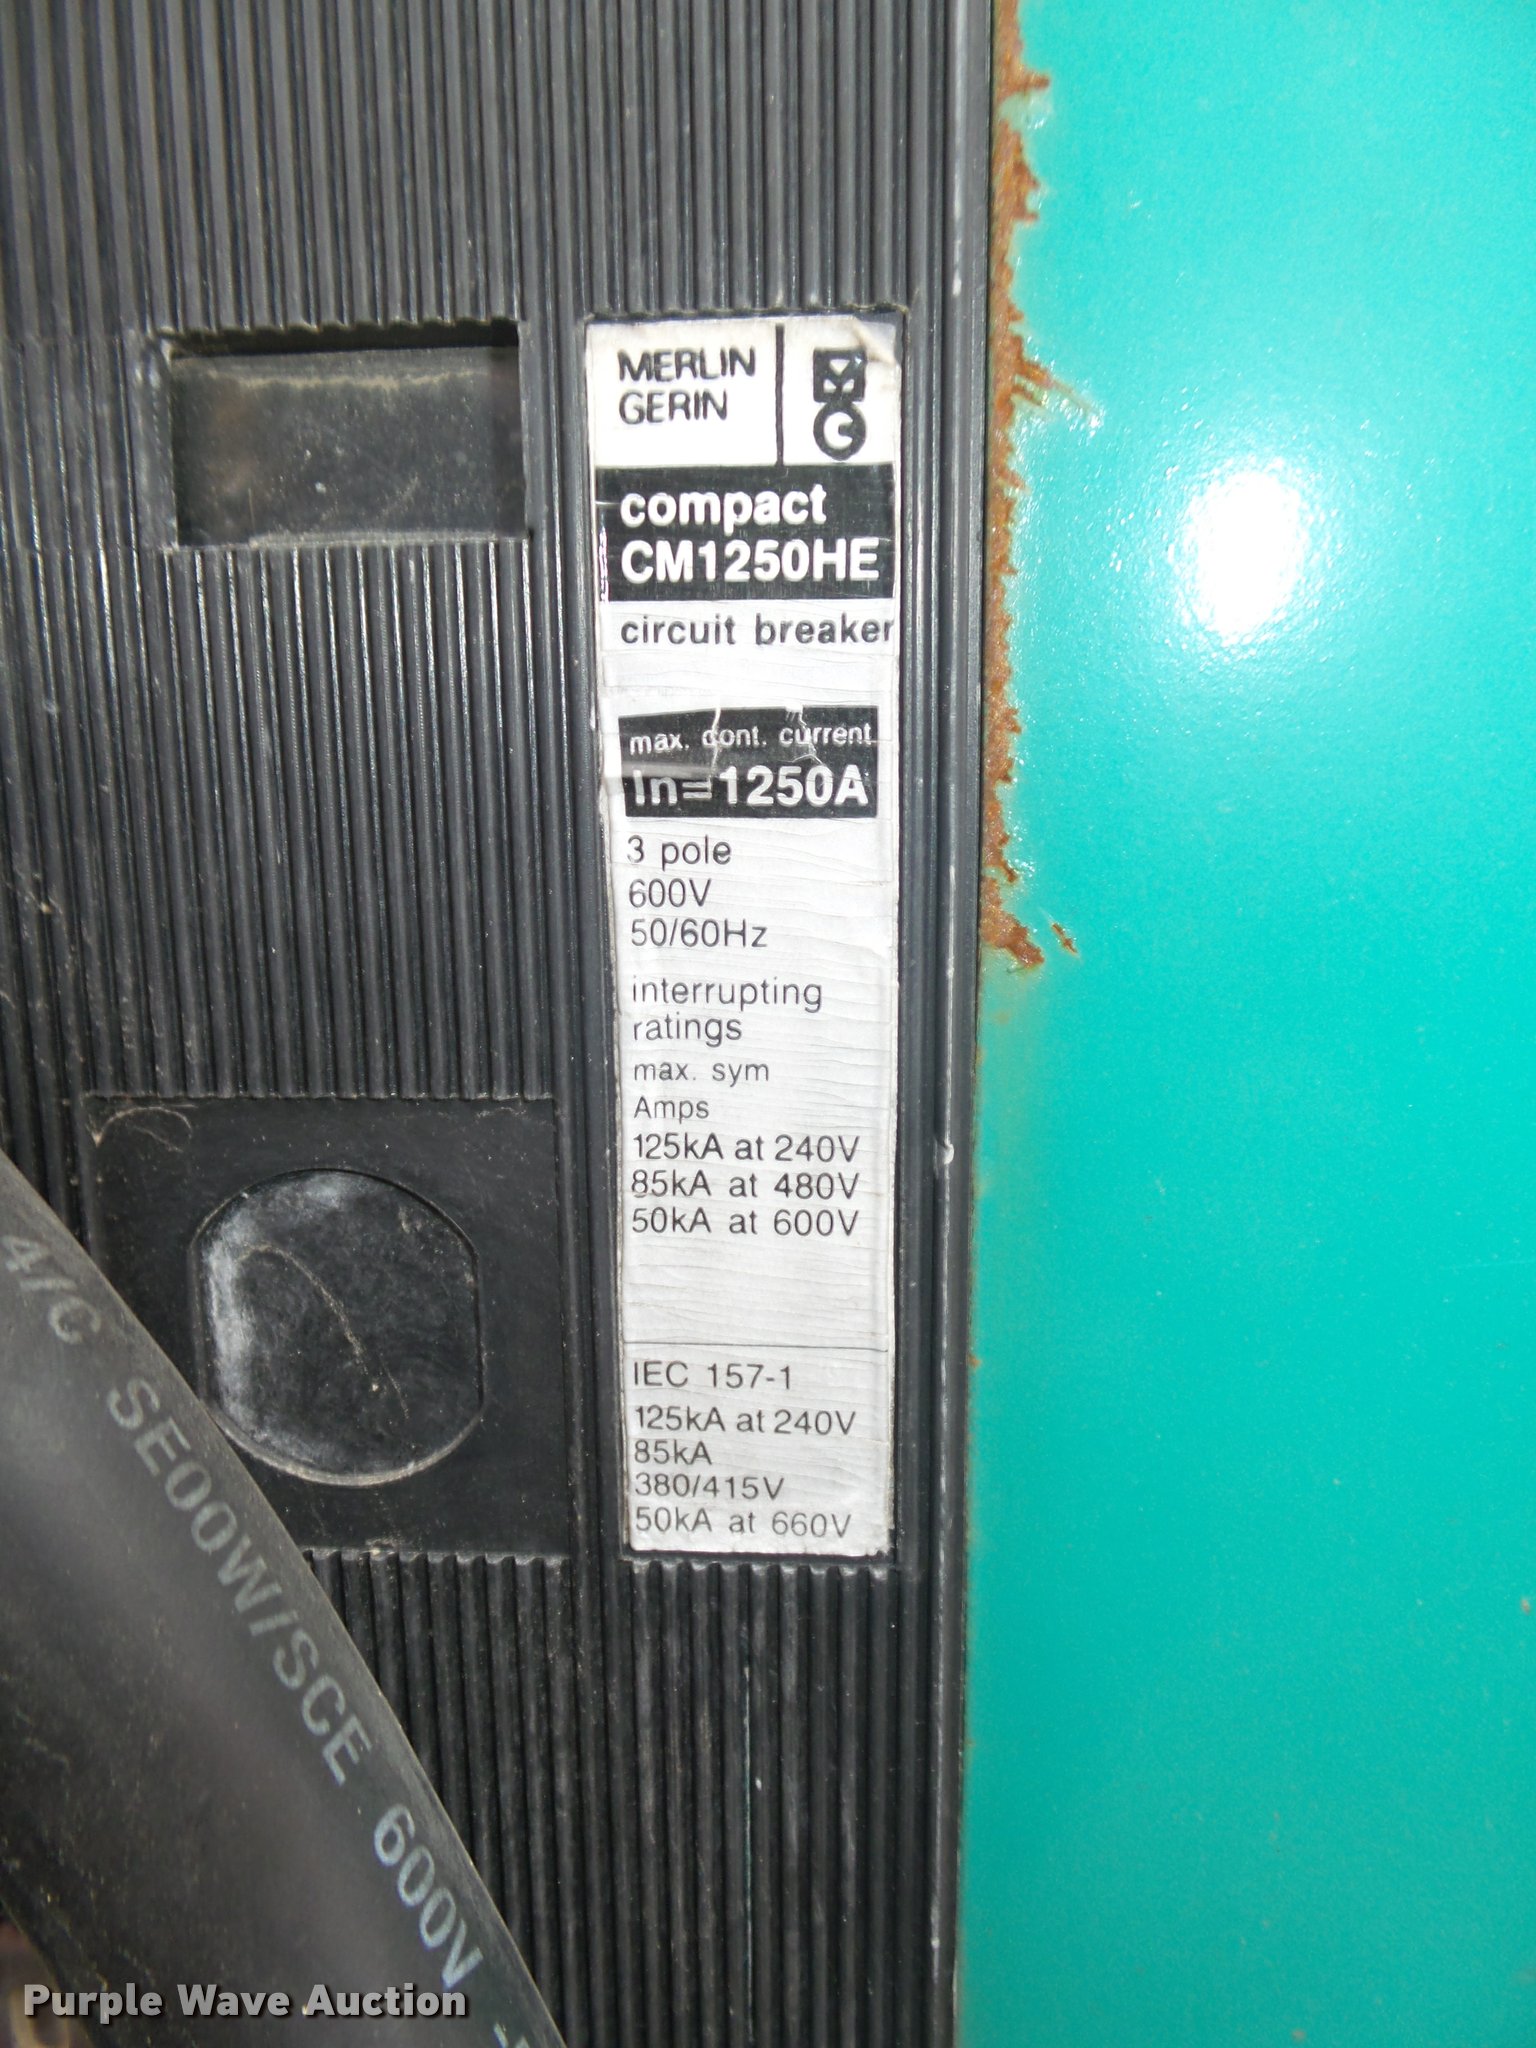 MERLIN
GERIN
MG
compact
CM1250HE
circuit breaker
max. cont. current
In=1250A
3 pole
600V
50/60Hz
interrupting
ratings
max. sym
Amps
125kA at 240V
85kA at 480V
50kA at 600V
IEC 157-1
125kA at 240V
85kA
380/415V
50kA at 660V
4/C SEOOW/SCE 600V
Purple Wave Auction